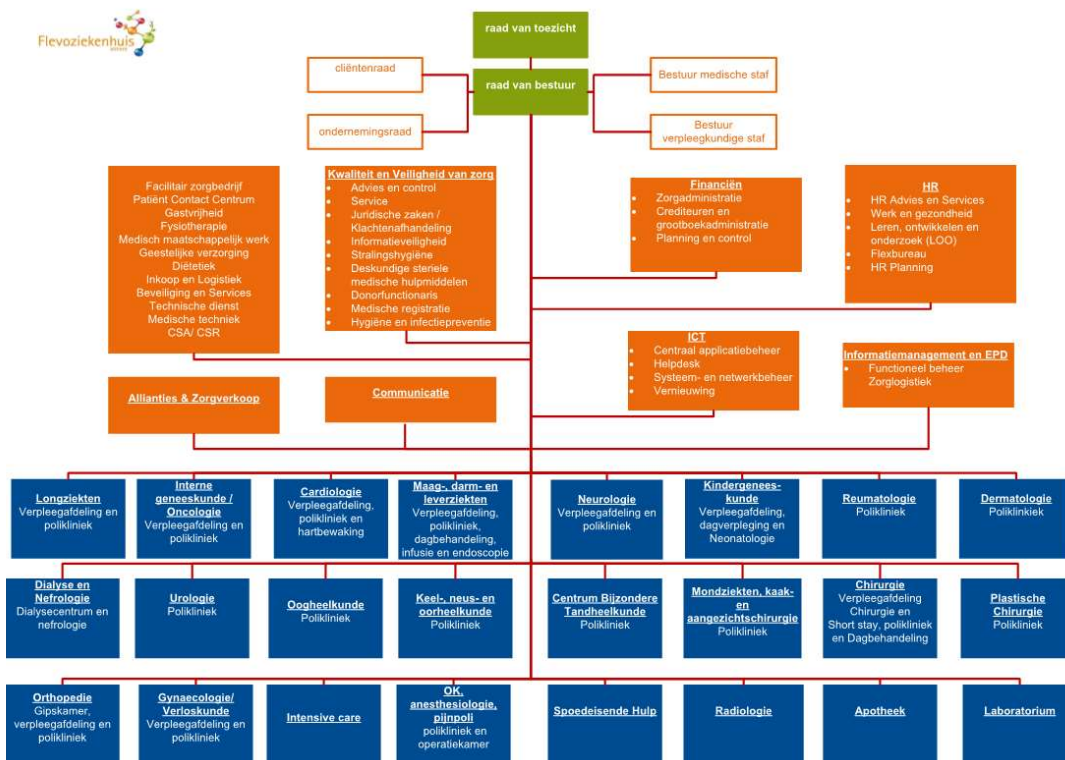 Flevoziekenhuis
raad van toezicht
cliëntenraad
raad van bestuur
Bestuur medische staf
ondernemingsraad
Bestuur
verpleegkundige staf
Facilitair zorgbedrijf
Patiënt Contact Centrum
Gastvrijheid
Fysiotherapie
Medisch maatschappelijk werk
Geestelijke verzorging
Diëtetiek
Inkoop en Logistiek
Beveiliging en Services
Technische dienst
Medische techniek
CSA/ CSR
Kwaliteit en Veiligheid van zorg
• Advies en control
• Service
• Juridische zaken /
Klachtenafhandeling
• Informatieveiligheid
• Stralingshygiëne
• Deskundige steriele
medische hulpmiddelen
• Donorfunctionaris
• Medische registratie
• Hygiëne en infectiepreventie
Financiën
• Zorgadministratie
• Crediteuren en
grootboekadministratie
• Planning en control
HR
• HR Advies en Services
• Werk en gezondheid
• Leren, ontwikkelen en
onderzoek (LOO)
• Flexbureau
• HR Planning
Allianties & Zorgverkoop
Communicatie
ICT
• Centraal applicatiebeheer
• Helpdesk
• Systeem- en netwerkbeheer
• Vernieuwing
Informatiemanagement en EPD
• Functioneel beheer
Zorglogistiek
Longziekten
Verpleegafdeling en
polikliniek
Interne
geneeskunde /
Oncologie
Verpleegafdeling en
polikliniek
Cardiologie
Verpleegafdeling,
polikliniek en
hartbewaking
Maag-, darm- en
leverziekten
Verpleegafdeling,
polikliniek,
dagbehandeling,
infusie en endoscopie
Neurologie
Verpleegafdeling en
polikliniek
Kindergenees-
kunde
Verpleegafdeling,
dagverpleging en
Neonatologie
Reumatologie
Polikliniek
Dermatologie
Poliklinkiek
Dialyse en
Nefrologie
Dialysecentrum en
nefrologie
Urologie
Polikliniek
Oogheelkunde
Polikliniek
Keel-, neus- en
oorheelkunde
Polikliniek
Centrum Bijzondere
Tandheelkunde
Polikliniek
Mondziekten, kaak-
en
aangezichtschirurgie
Polikliniek
Chirurgie
Verpleegafdeling
Chirurgie en
Short stay, polikliniek
en Dagbehandeling
Plastische
Chirurgie
Polikliniek
Orthopedie
Gipskamer,
verpleegafdeling en
polikliniek
Gynaecologie/
Verloskunde
Verpleegafdeling en
polikliniek
Intensive care
OK,
anesthesiologie,
pijnpoli
polikliniek en
operatiekamer
Spoedeisende Hulp
Radiologie
Apotheek
Laboratorium